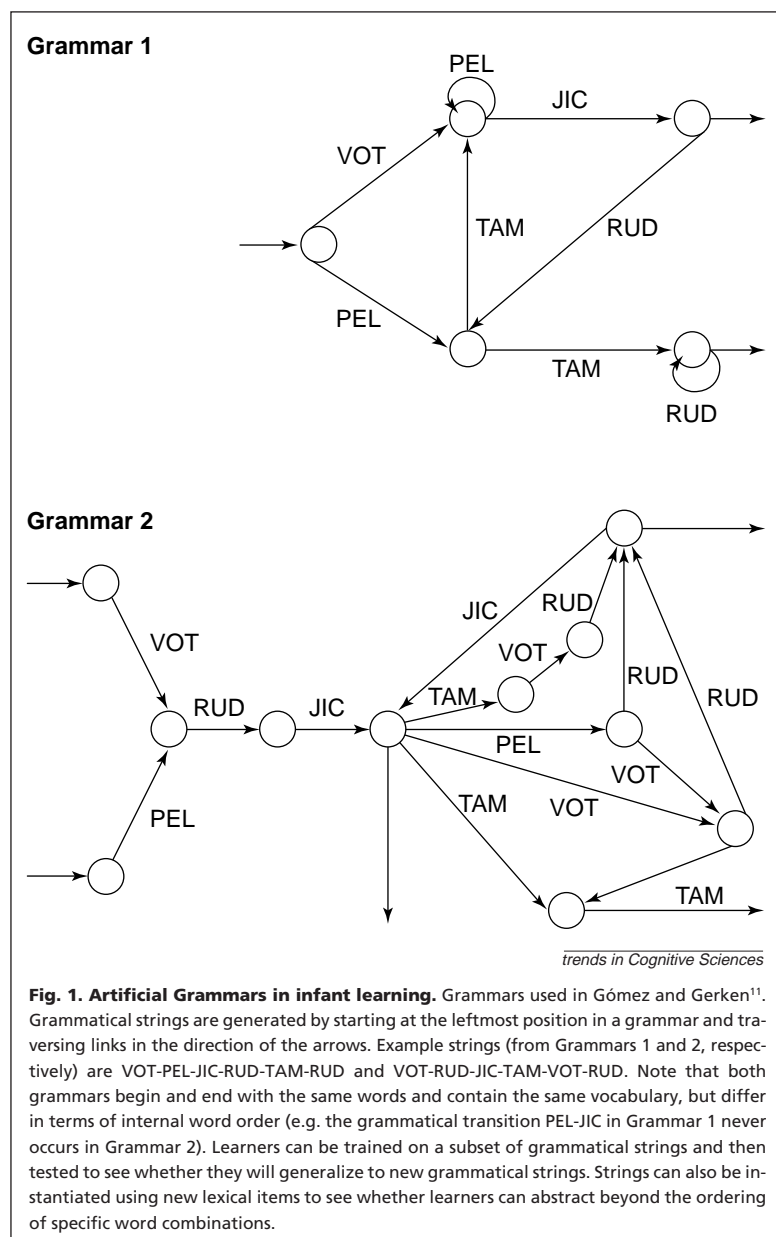 Grammar 1
PEL
JIC
VOT
TAM
RUD
PEL
TAM
RUD
Grammar 2
JIC
RUD
VOT
VOT
TAM
RUD
JIC
RUD
RUD
PEL
VOT
TAM
VOT
PEL
TAM
trends in Cognitive Sciences
Fig. 1. Artificial Grammars in infant learning. Grammars used in Gómez and Gerken¹¹.
Grammatical strings are generated by starting at the leftmost position in a grammar and tra-
versing links in the direction of the arrows. Example strings (from Grammars 1 and 2, respec-
tively) are VOT-PEL-JIC-RUD-TAM-RUD and VOT-RUD-JIC-TAM-VOT-RUD. Note that both
grammars begin and end with the same words and contain the same vocabulary, but differ
in terms of internal word order (e.g. the grammatical transition PEL-JIC in Grammar 1 never
occurs in Grammar 2). Learners can be trained on a subset of grammatical strings and then
tested to see whether they will generalize to new grammatical strings. Strings can also be in-
stantiated using new lexical items to see whether learners can abstract beyond the ordering
of specific word combinations.